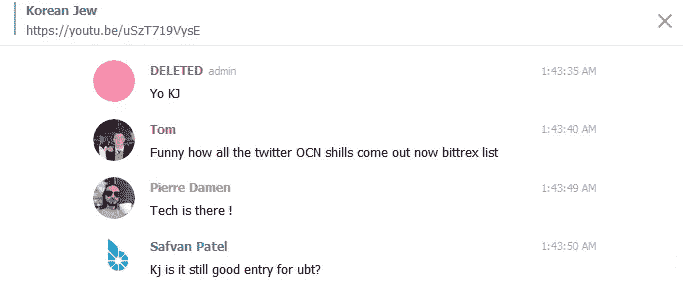 Korean Jew
https://youtu.be/uSzT719VysE
DELETED admin 1:43:35 AM
Yo KJ
Tom 1:43:40 AM
Funny how all the twitter OCN shills come out now bittrex list
Pierre Damen 1:43:49 AM
Tech is there !
Safvan Patel 1:43:50 AM
Kj is it still good entry for ubt?